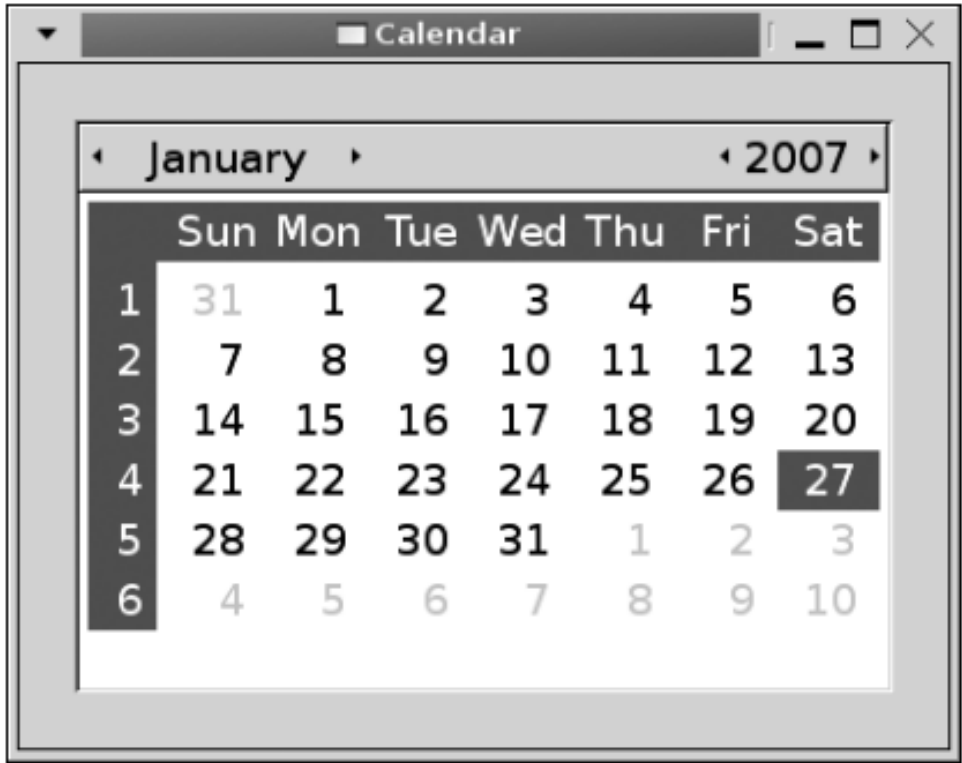 Calendar
January 2007
Sun Mon Tue Wed Thu Fri Sat
1 31 1 2 3 4 5 6
2 7 8 9 10 11 12 13
3 14 15 16 17 18 19 20
4 21 22 23 24 25 26 27
5 28 29 30 31 1 2 3
6 4 5 6 7 8 9 10